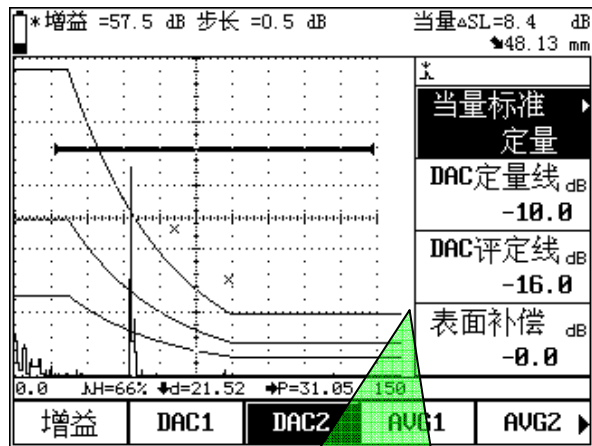 *增益 =57.5 dB 步长 =0.5 dB 当量△SL=8.4 dB
48.13 mm
当量标准
定量
DAC定量线 dB
-10.0
DAC评定线 dB
-16.0
表面补偿 dB
-0.0
0.0 H=66% d=21.52 P=31.05 150
增益 DAC1 DAC2 AVG1 AVG2